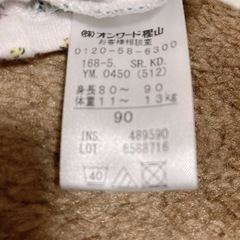 ㈱オンワード樫山
お客様相談室
0120-58-6300
168-5. SR. KD.
YM. 0450 (512)
身長80〜 90
体重11〜 13kg
90
INS. 489590
LOT 6588716
40